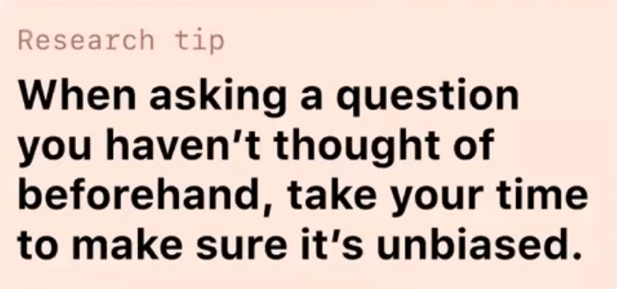 Research tip
When asking a question
you haven’t thought of
beforehand, take your time
to make sure it’s unbiased.